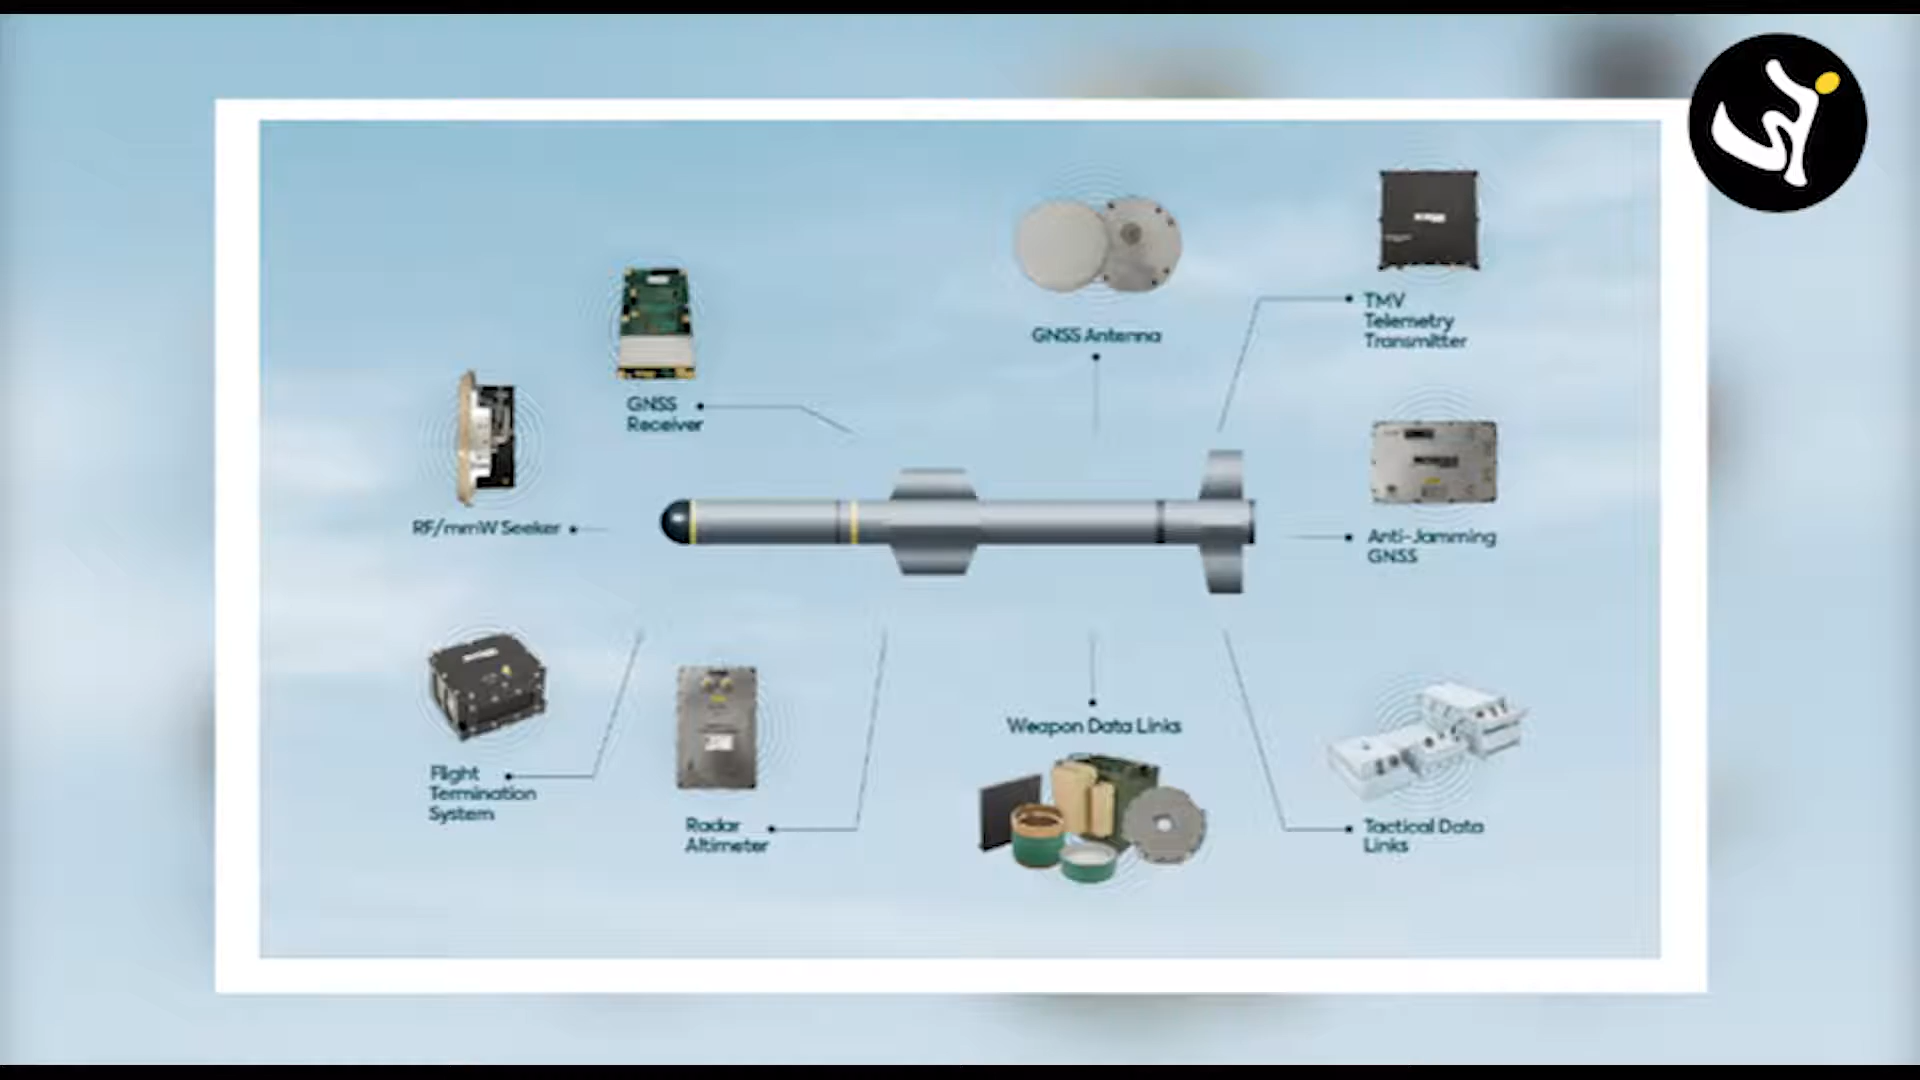 GNSS Antenna
TMV
Telemetry
Transmitter
GNSS
Receiver
RF/mmW Seeker
Anti-Jamming
GNSS
Flight
Termination
System
Radar
Altimeter
Weapon Data Links
Tactical Data
Links